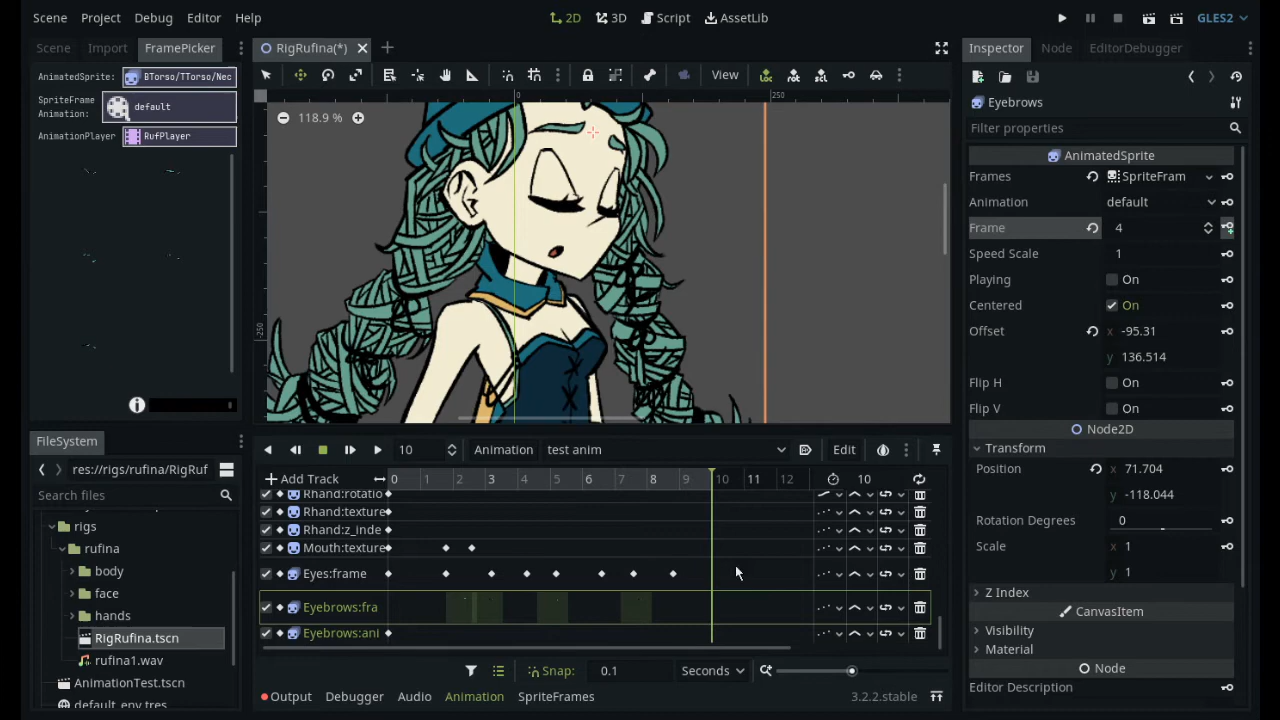 Scene Project Debug Editor Help 2D 3D Script AssetLib GLES2
Scene Import FramePicker RigRufina(*) Inspector Node EditorDebugger
AnimatedSprite: BTorso/TTorso/Nec
SpriteFrame Animation: default
AnimationPlayer RufPlayer
View
0 250
118.9 %
-250
Eyebrows
Filter properties
AnimatedSprite
Frames SpriteFram
Animation default
Frame 4
Speed Scale 1
Playing On
Centered On
Offset x -95.31
y 136.514
Flip H On
Flip V On
Node2D
Transform
Position x 71.704
y -118.044
Rotation Degrees 0
Scale x 1
y 1
Z Index
CanvasItem
Visibility
Material
Node
Editor Description
FileSystem
res://rigs/rufina/RigRuf
Search files
rigs
rufina
body
face
hands
RigRufina.tscn
rufina1.wav
AnimationTest.tscn
default_env.tres
10 Animation test anim Edit
Add Track 0 1 2 3 4 5 6 7 8 9 10 11 12 10
Rhand:rotatio
Rhand:texture
Rhand:z_inde
Mouth:texture
Eyes:frame
Eyebrows:fra
Eyebrows:ani
Snap: 0.1 Seconds
Output Debugger Audio Animation SpriteFrames 3.2.2.stable